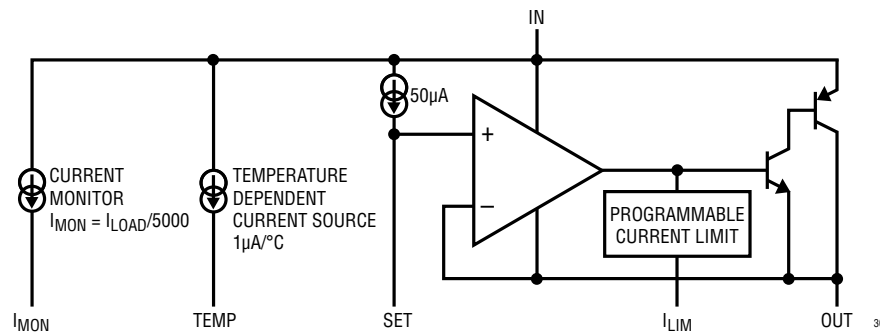 IN
50µA
+
−
CURRENT
MONITOR
IMON = ILOAD/5000
TEMPERATURE
DEPENDENT
CURRENT SOURCE
1µA/°C
PROGRAMMABLE
CURRENT LIMIT
IMON
TEMP
SET
ILIM
OUT